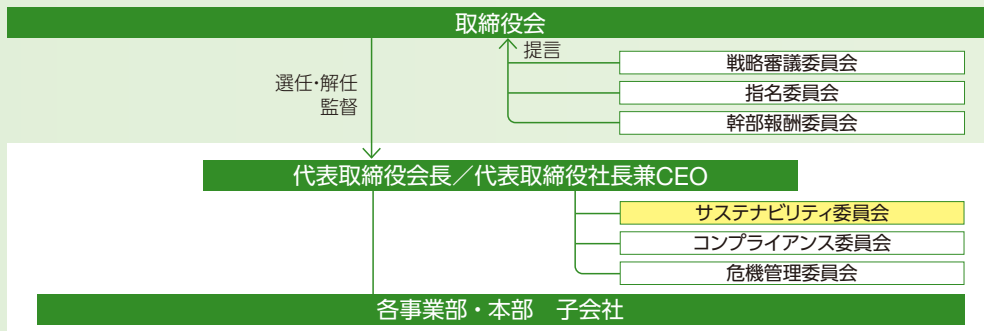 取締役会
提言
選任・解任
監督
戦略審議委員会
指名委員会
幹部報酬委員会
代表取締役会長／代表取締役社長兼CEO
サステナビリティ委員会
コンプライアンス委員会
危機管理委員会
各事業部・本部　子会社